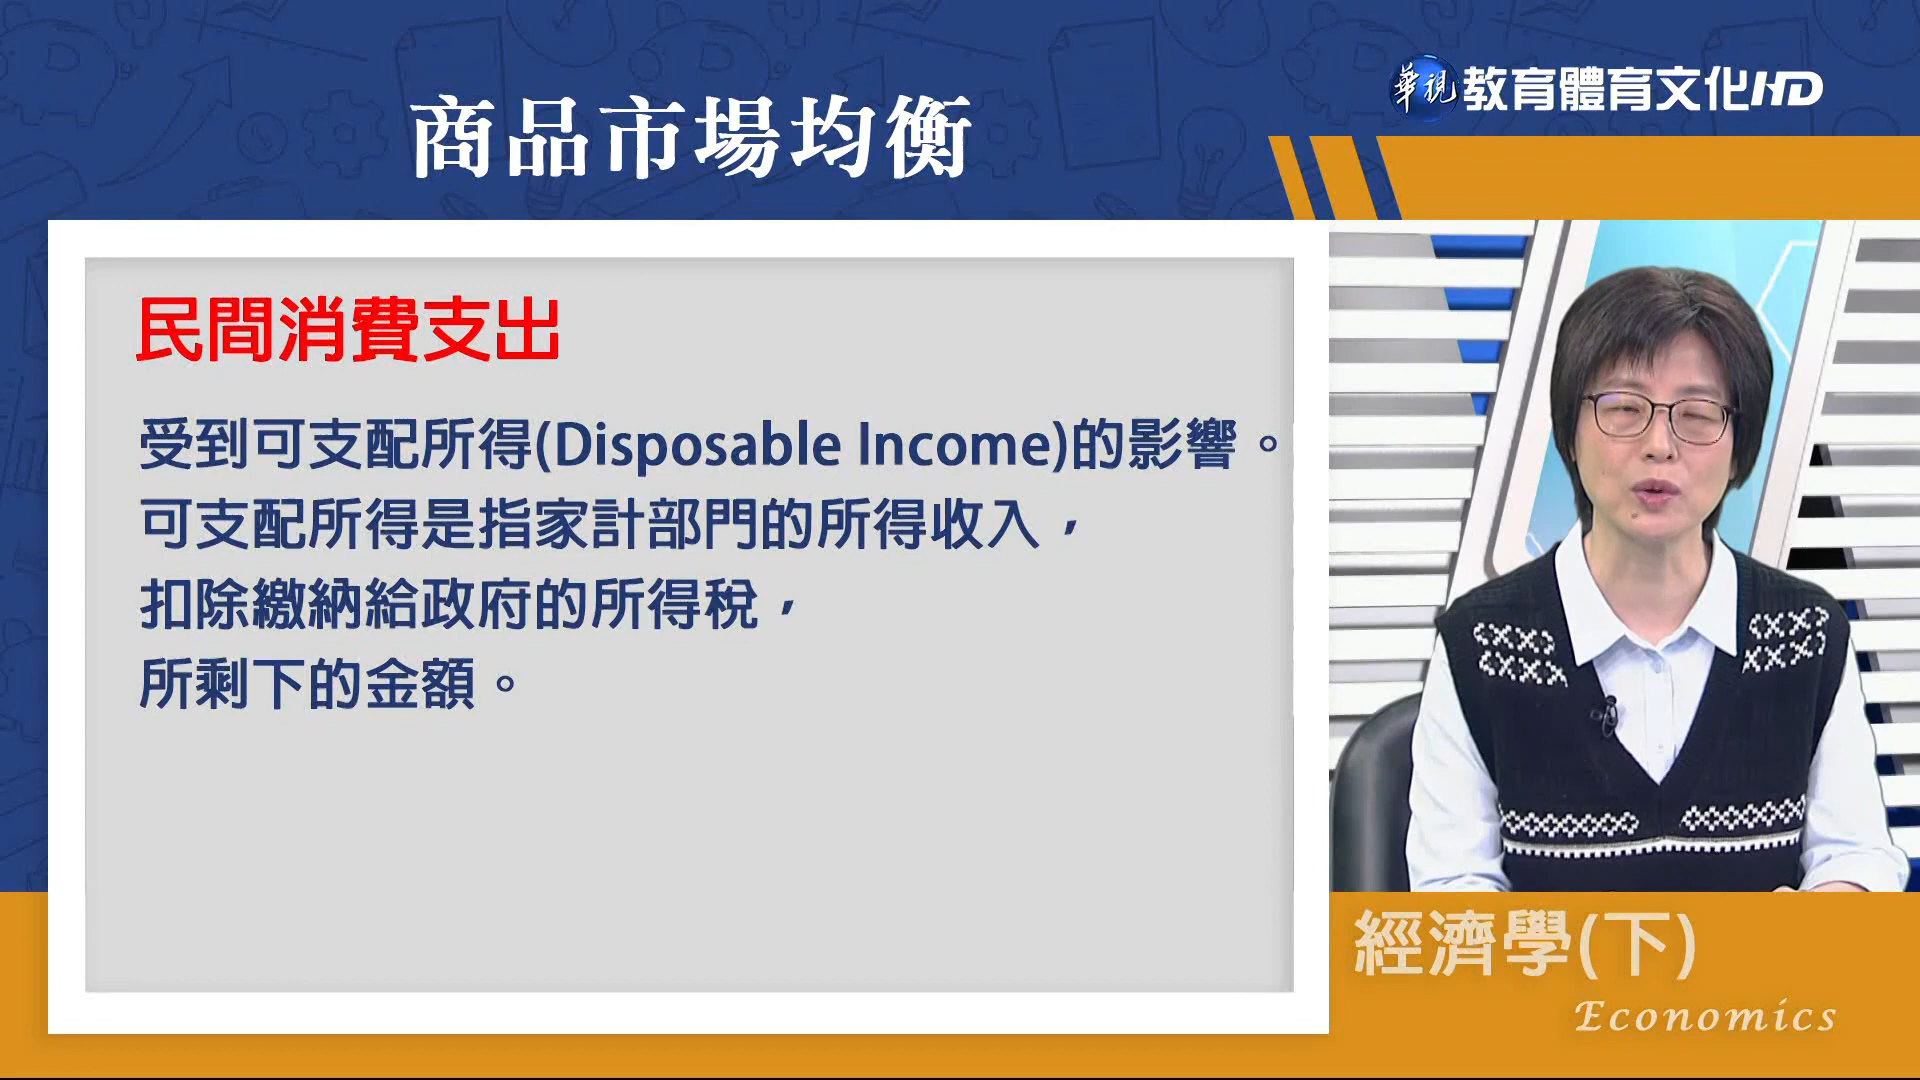 商品市場均衡
華視 教育體育文化HD
民間消費支出
受到可支配所得(Disposable Income)的影響。
可支配所得是指家計部門的所得收入，
扣除繳納給政府的所得稅，
所剩下的金額。
經濟學(下)
Economics